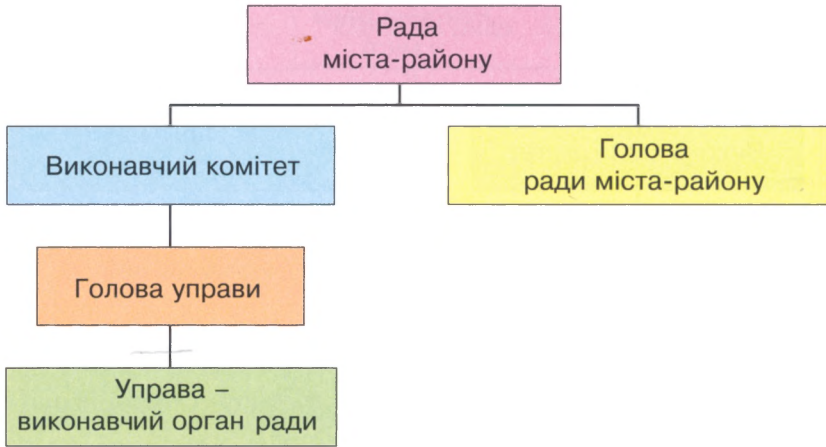 Рада
міста-району
Виконавчий комітет
Голова
ради міста-району
Голова управи
Управа –
виконавчий орган ради